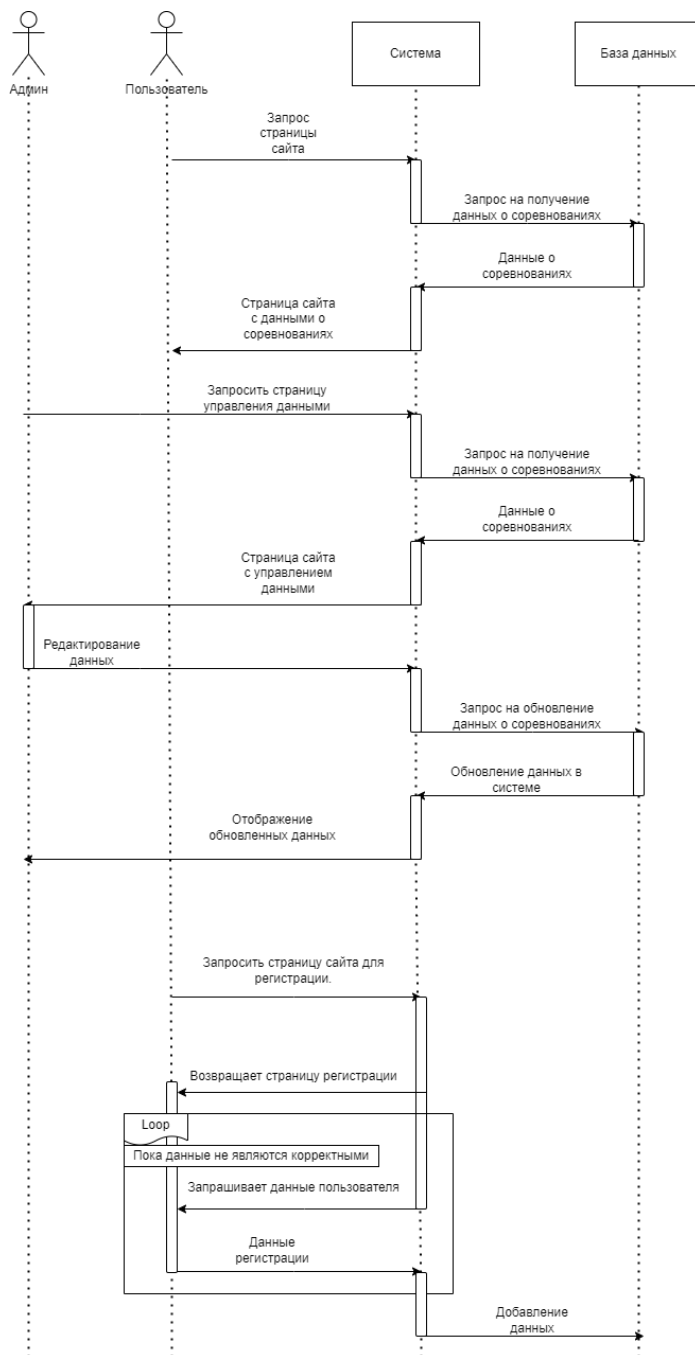 Админ
Пользователь
Система
База данных
Запрос
страницы
сайта
Запрос на получение
данных о соревнованиях
Данные о
соревнованиях
Страница сайта
с данными о
соревнованиях
Запросить страницу
управления данными
Запрос на получение
данных о соревнованиях
Данные о
соревнованиях
Страница сайта
с управлением
данными
Редактирование
данных
Запрос на обновление
данных о соревнованиях
Обновление данных в
системе
Отображение
обновленных данных
Запросить страницу сайта для
регистрации.
Возвращает страницу регистрации
Loop
Пока данные не являются корректными
Запрашивает данные пользователя
Данные
регистрации
Добавление
данных